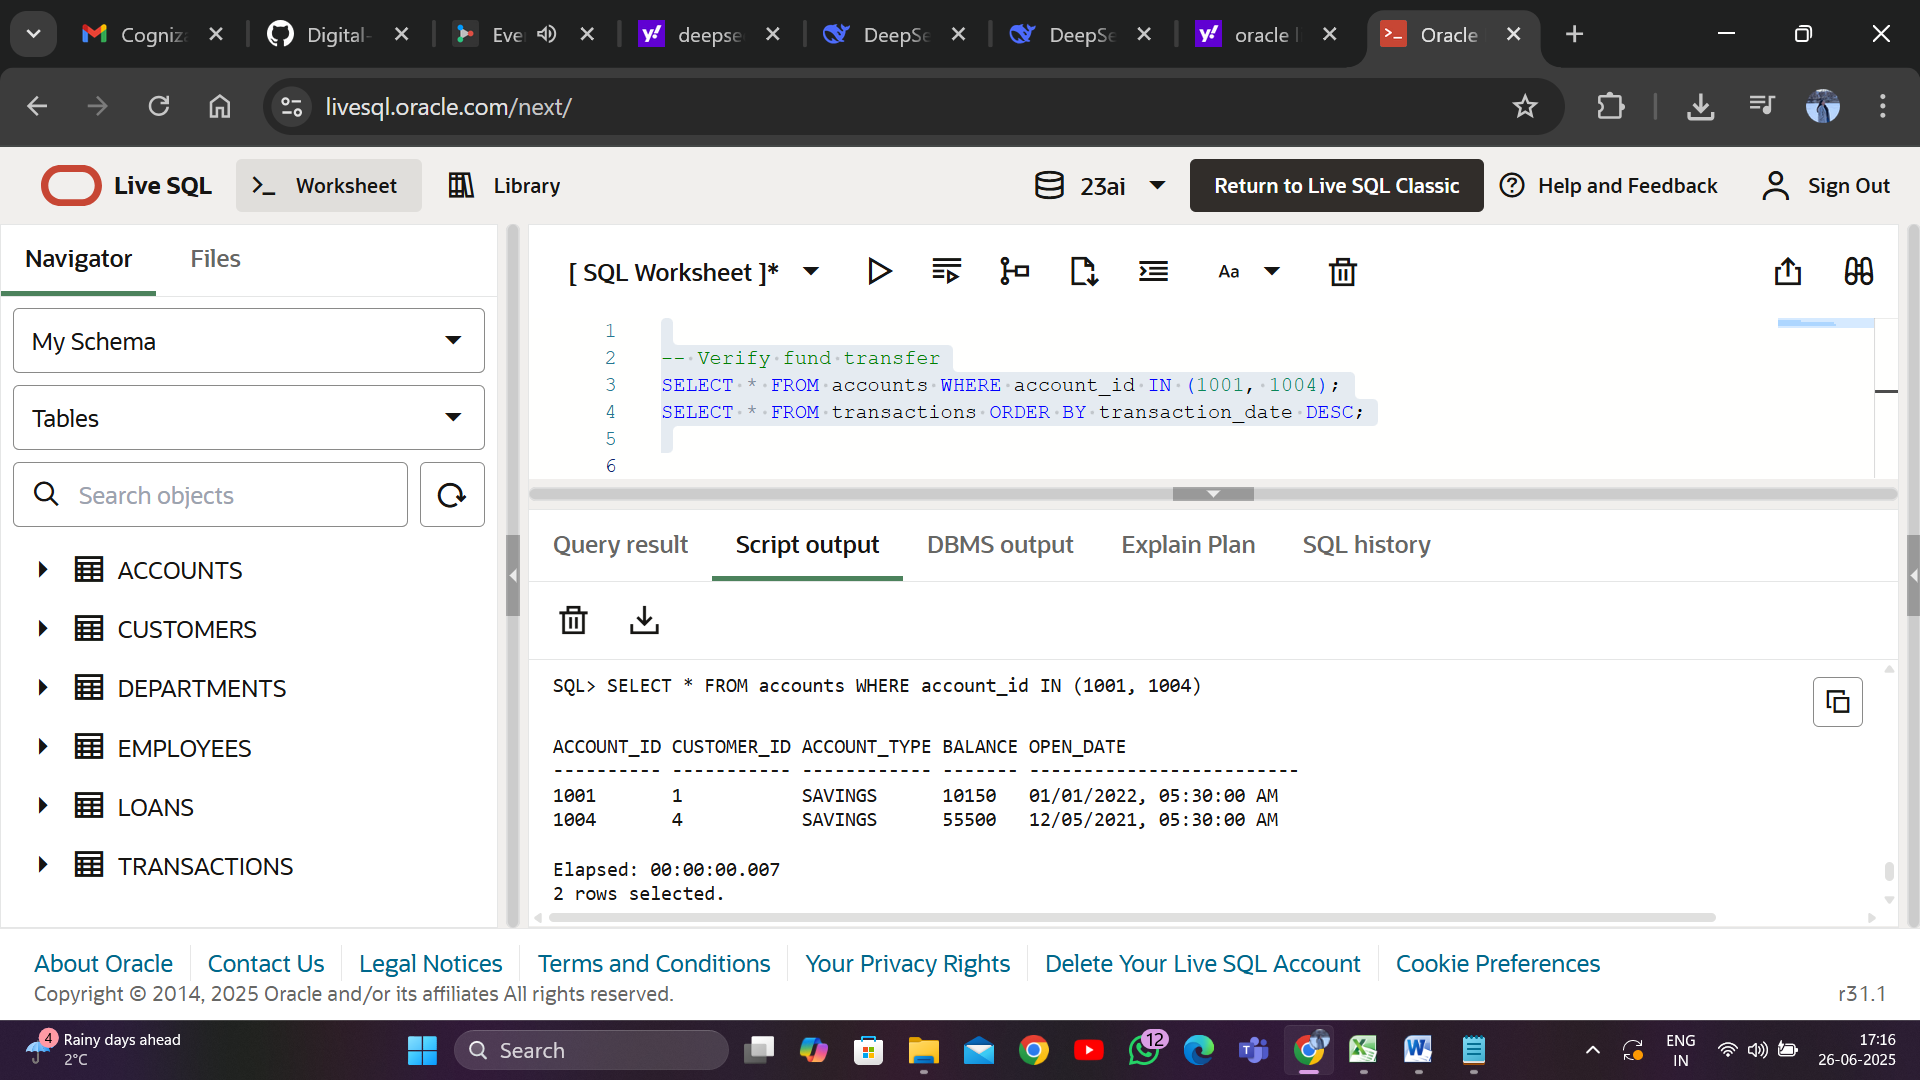 Cogniza
Digital-
Eve
deepse
DeepSe
DeepSe
oracle l
Oracle
livesql.oracle.com/next/
Live SQL
Worksheet
Library
23ai
Return to Live SQL Classic
Help and Feedback
Sign Out
Navigator
Files
[ SQL Worksheet ]*
Aa
My Schema
Tables
Search objects
ACCOUNTS
CUSTOMERS
DEPARTMENTS
EMPLOYEES
LOANS
TRANSACTIONS
1
2 -- Verify fund transfer
3 SELECT * FROM accounts WHERE account_id IN (1001, 1004);
4 SELECT * FROM transactions ORDER BY transaction_date DESC;
5
6
Query result
Script output
DBMS output
Explain Plan
SQL history
SQL> SELECT * FROM accounts WHERE account_id IN (1001, 1004)
ACCOUNT_ID CUSTOMER_ID ACCOUNT_TYPE BALANCE OPEN_DATE
---------- ----------- ------------ ------- -------------------------
1001 1 SAVINGS 10150 01/01/2022, 05:30:00 AM
1004 4 SAVINGS 55500 12/05/2021, 05:30:00 AM
Elapsed: 00:00:00.007
2 rows selected.
About Oracle
Contact Us
Legal Notices
Terms and Conditions
Your Privacy Rights
Delete Your Live SQL Account
Cookie Preferences
Copyright © 2014, 2025 Oracle and/or its affiliates All rights reserved.
r31.1
4
Rainy days ahead
2°C
Search
12
ENG
IN
17:16
26-06-2025